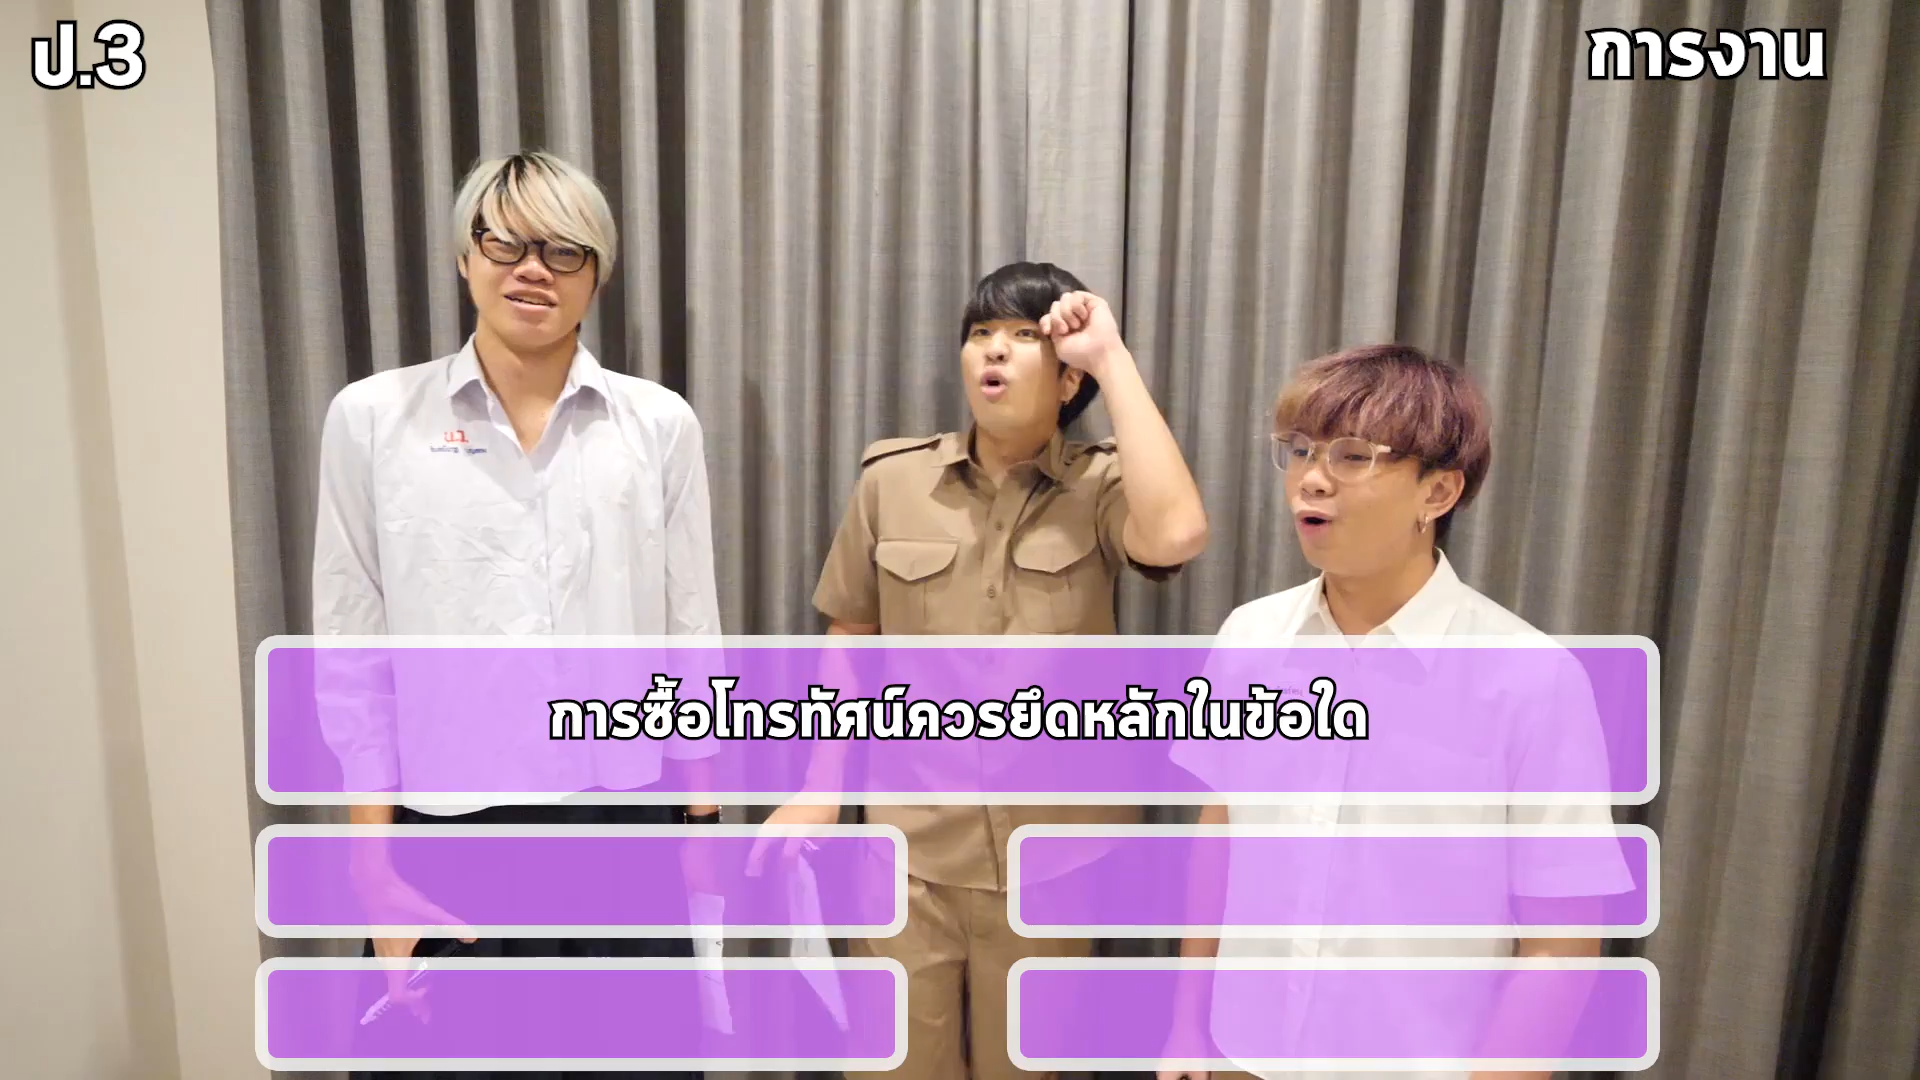 ป.3
การงาน
การซื้อโทรทัศน์ควรยึดหลักในข้อใด